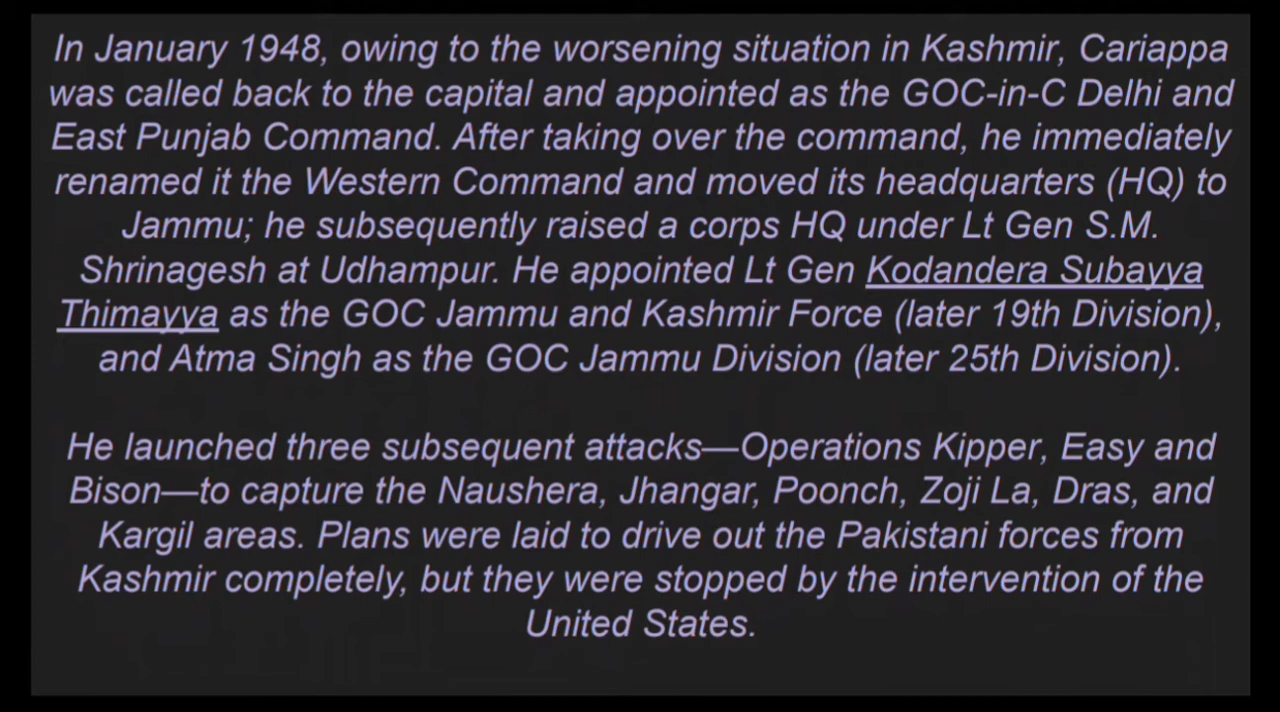 In January 1948, owing to the worsening situation in Kashmir, Cariappa
was called back to the capital and appointed as the GOC-in-C Delhi and
East Punjab Command. After taking over the command, he immediately
renamed it the Western Command and moved its headquarters (HQ) to
Jammu; he subsequently raised a corps HQ under Lt Gen S.M.
Shrinagesh at Udhampur. He appointed Lt Gen Kodandera Subayya
Thimayya as the GOC Jammu and Kashmir Force (later 19th Division),
and Atma Singh as the GOC Jammu Division (later 25th Division).
He launched three subsequent attacks—Operations Kipper, Easy and
Bison—to capture the Naushera, Jhangar, Poonch, Zoji La, Dras, and
Kargil areas. Plans were laid to drive out the Pakistani forces from
Kashmir completely, but they were stopped by the intervention of the
United States.